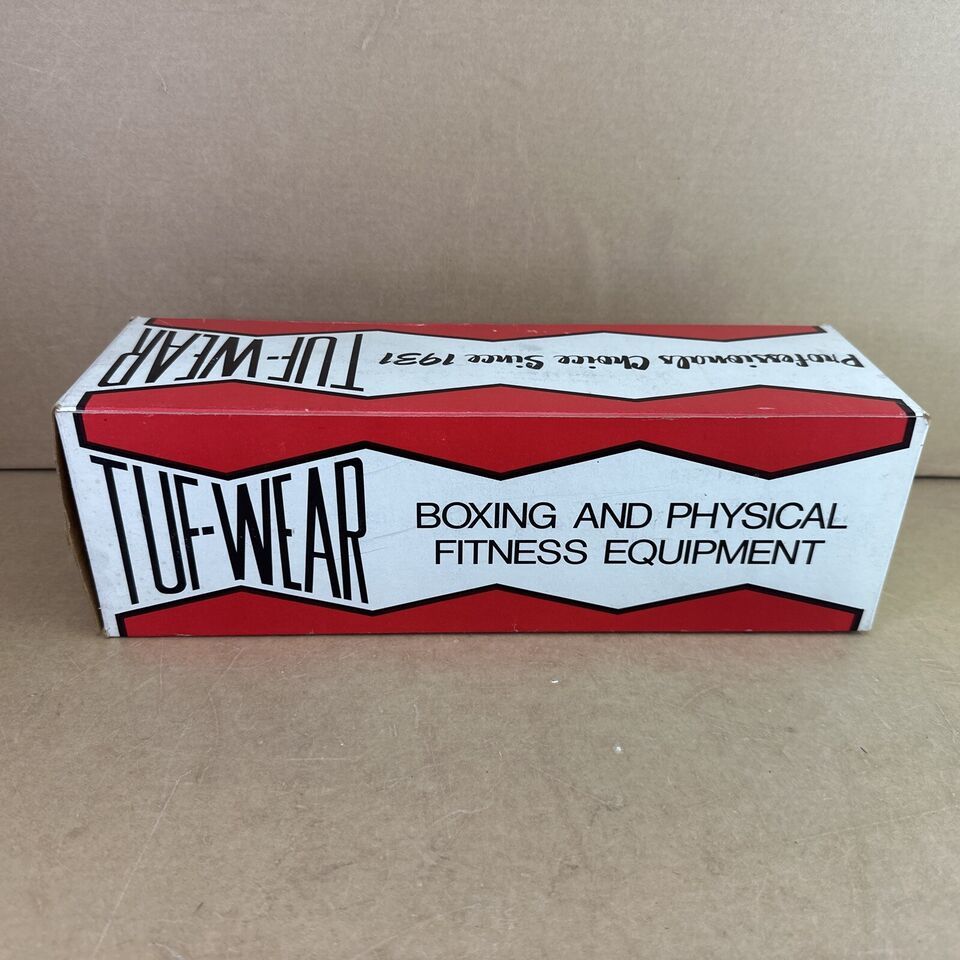 TUF-WEAR
Professionals Choice Since 1931
TUF-WEAR
BOXING AND PHYSICAL
FITNESS EQUIPMENT